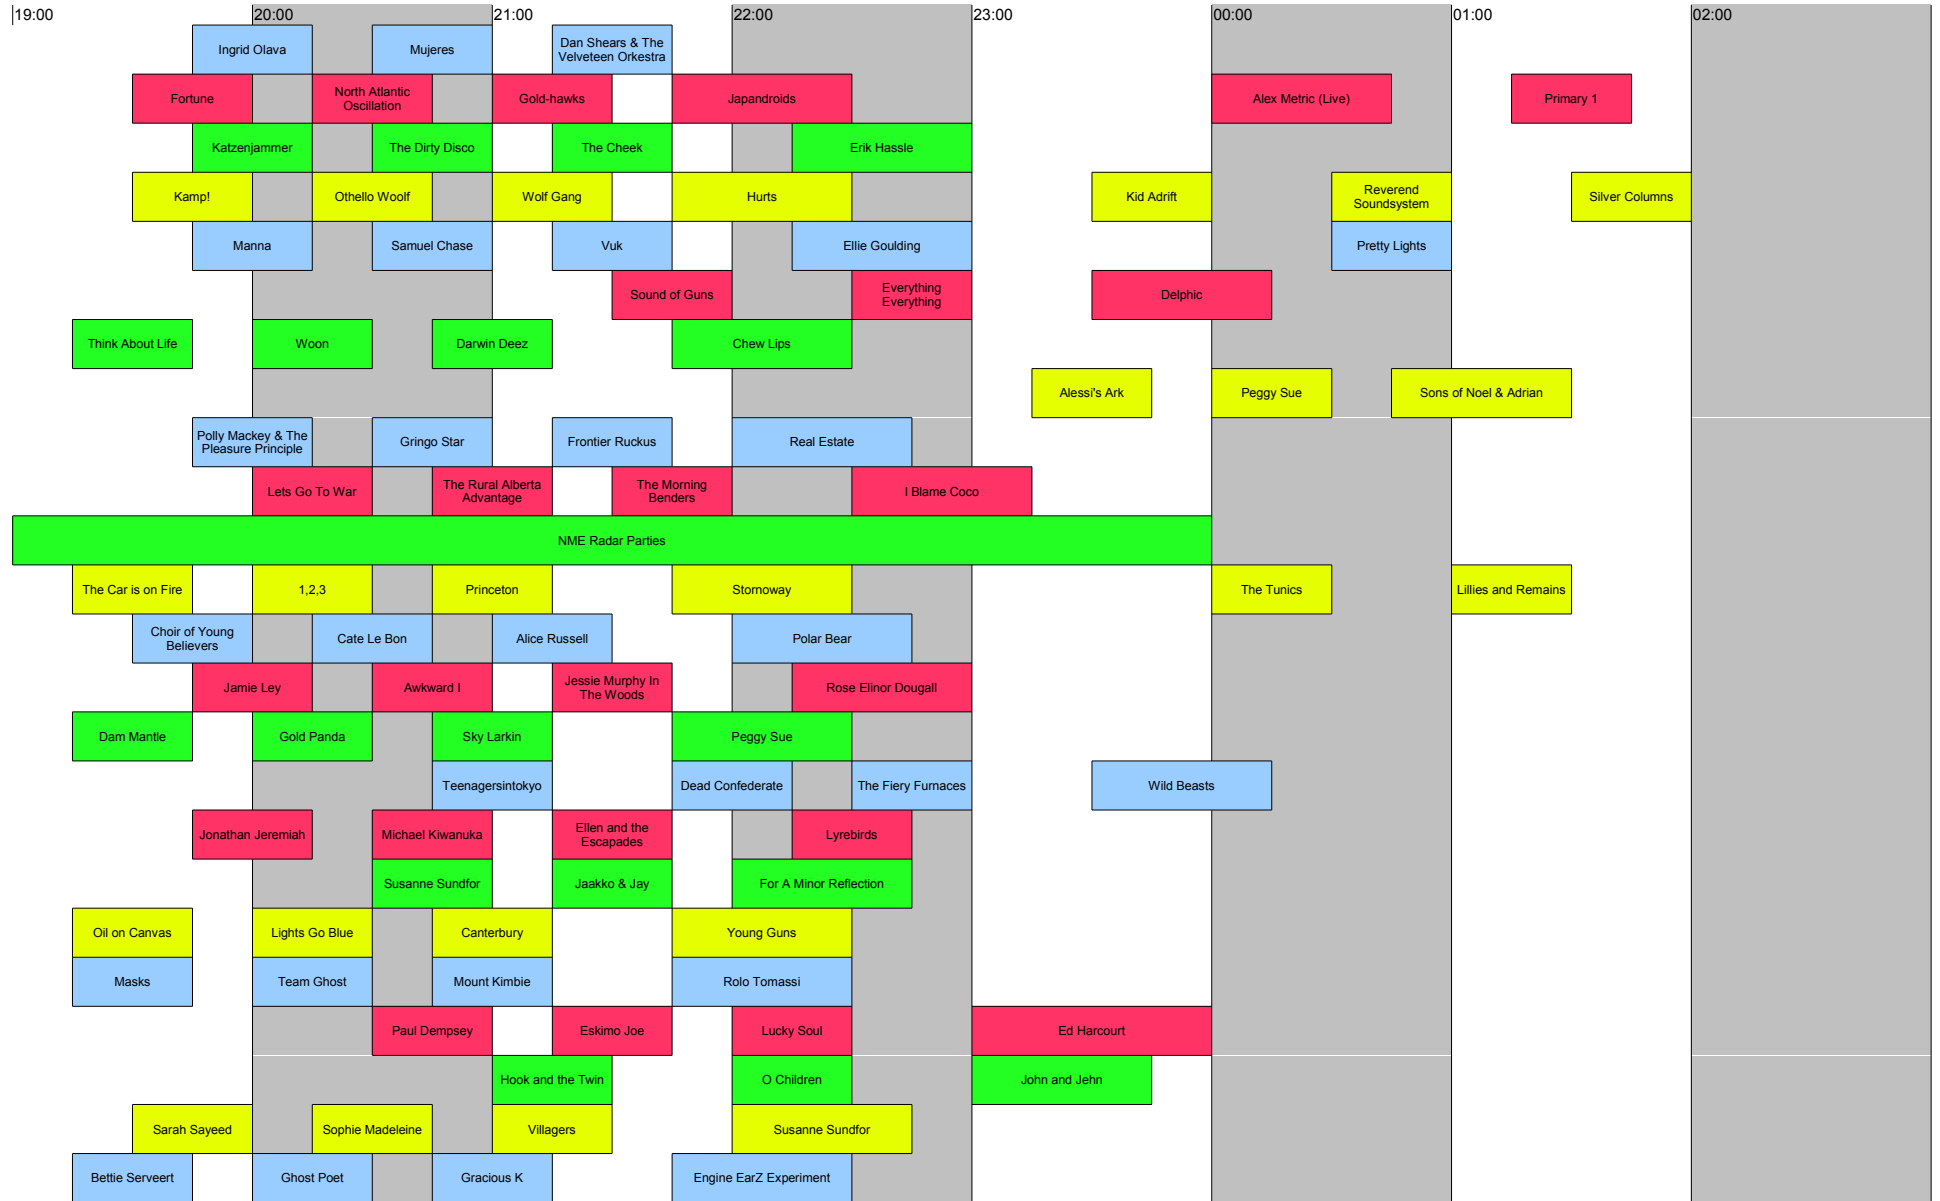 19:00 20:00 21:00 22:00 23:00 00:00 01:00 02:00
Ingrid Olava Mujeres Dan Shears & The
Velveteen Orkestra
Fortune North Atlantic
Oscillation Gold-hawks Japandroids Alex Metric (Live) Primary 1
Katzenjammer The Dirty Disco The Cheek Erik Hassle
Kamp! Othello Woolf Wolf Gang Hurts Kid Adrift Reverend
Soundsystem Silver Columns
Manna Samuel Chase Vuk Ellie Goulding Pretty Lights
Sound of Guns Everything
Everything Delphic
Think About Life Woon Darwin Deez Chew Lips
Alessi's Ark Peggy Sue Sons of Noel & Adrian
Polly Mackey & The
Pleasure Principle Gringo Star Frontier Ruckus Real Estate
Lets Go To War The Rural Alberta
Advantage The Morning
Benders I Blame Coco
NME Radar Parties
The Car is on Fire 1,2,3 Princeton Stornoway The Tunics Lillies and Remains
Choir of Young
Believers Cate Le Bon Alice Russell Polar Bear
Jamie Ley Awkward I Jessie Murphy In
The Woods Rose Elinor Dougall
Dam Mantle Gold Panda Sky Larkin Peggy Sue
Teenagersintokyo Dead Confederate The Fiery Furnaces Wild Beasts
Jonathan Jeremiah Michael Kiwanuka Ellen and the
Escapades Lyrebirds
Susanne Sundfor Jaakko & Jay For A Minor Reflection
Oil on Canvas Lights Go Blue Canterbury Young Guns
Masks Team Ghost Mount Kimbie Rolo Tomassi
Paul Dempsey Eskimo Joe Lucky Soul Ed Harcourt
Hook and the Twin O Children John and Jehn
Sarah Sayeed Sophie Madeleine Villagers Susanne Sundfor
Bettie Serveert Ghost Poet Gracious K Engine EarZ Experiment